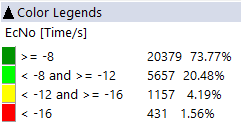 Color Legends
EcNo [Time/s]
>= -8 20379 73.77%
< -8 and >= -12 5657 20.48%
< -12 and >= -16 1157 4.19%
< -16 431 1.56%